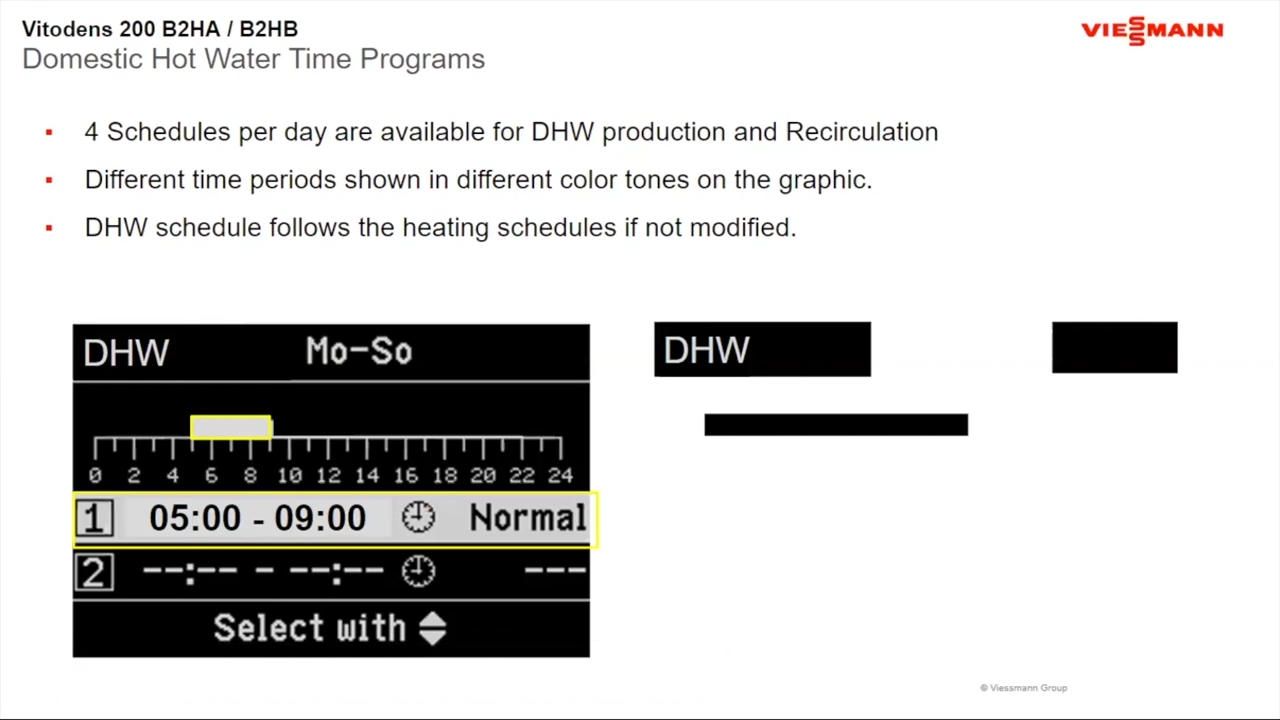 Vitodens 200 B2HA / B2HB
VIESSMANN
Domestic Hot Water Time Programs
4 Schedules per day are available for DHW production and Recirculation
Different time periods shown in different color tones on the graphic.
DHW schedule follows the heating schedules if not modified.
DHW Mo-So
0 2 4 6 8 10 12 14 16 18 20 22 24
1 05:00 - 09:00 Normal
2 --:-- - --:-- ---
Select with
DHW
© Viessmann Group